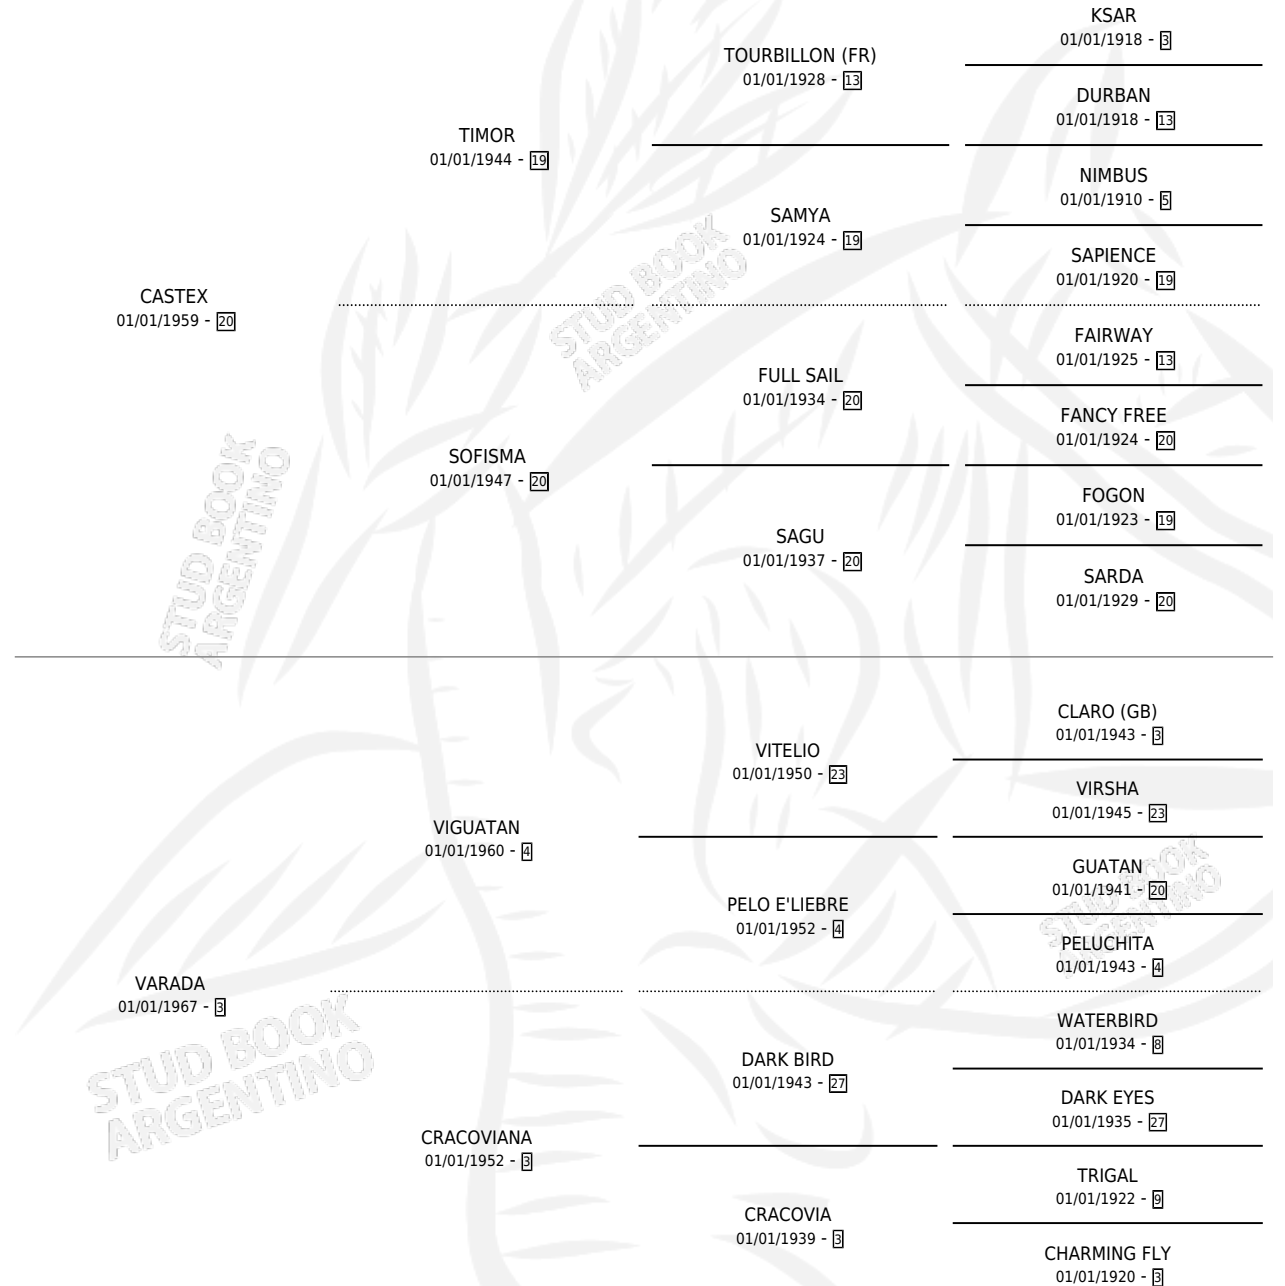 KSAR
01/01/1918 - 3
TOURBILLON (FR)
01/01/1928 - 13
DURBAN
01/01/1918 - 13
TIMOR
01/01/1944 - 19
NIMBUS
01/01/1910 - 5
SAMYA
01/01/1924 - 19
SAPIENCE
01/01/1920 - 19
CASTEX
01/01/1959 - 20
FAIRWAY
01/01/1925 - 13
FULL SAIL
01/01/1934 - 20
FANCY FREE
01/01/1924 - 20
SOFISMA
01/01/1947 - 20
FOGON
01/01/1923 - 19
SAGU
01/01/1937 - 20
SARDA
01/01/1929 - 20
STUD BOOK
ARGENTINO
STUD BOOK
ARGENTINO
CLARO (GB)
01/01/1943 - 3
VITELIO
01/01/1950 - 23
VIRSHA
01/01/1945 - 23
VIGUATAN
01/01/1960 - 4
GUATAN
01/01/1941 - 20
PELO E'LIEBRE
01/01/1952 - 4
PELUCHITA
01/01/1943 - 4
VARADA
01/01/1967 - 3
WATERBIRD
01/01/1934 - 8
DARK BIRD
01/01/1943 - 27
DARK EYES
01/01/1935 - 27
CRACOVIANA
01/01/1952 - 3
TRIGAL
01/01/1922 - 9
CRACOVIA
01/01/1939 - 3
CHARMING FLY
01/01/1920 - 3
STUD BOOK
ARGENTINO
STUD BOOK
ARGENTINO